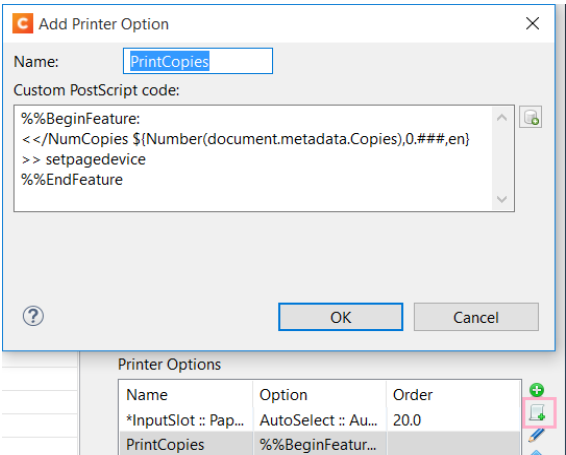 C Add Printer Option
Name: PrintCopies
Custom PostScript code:
%%BeginFeature:
<</NumCopies ${Number(document.metadata.Copies),0.###,en}
>> setpagedevice
%%EndFeature
? OK Cancel
Printer Options
Name Option Order
*InputSlot :: Pap... AutoSelect :: Au... 20.0
PrintCopies %%BeginFeatur...